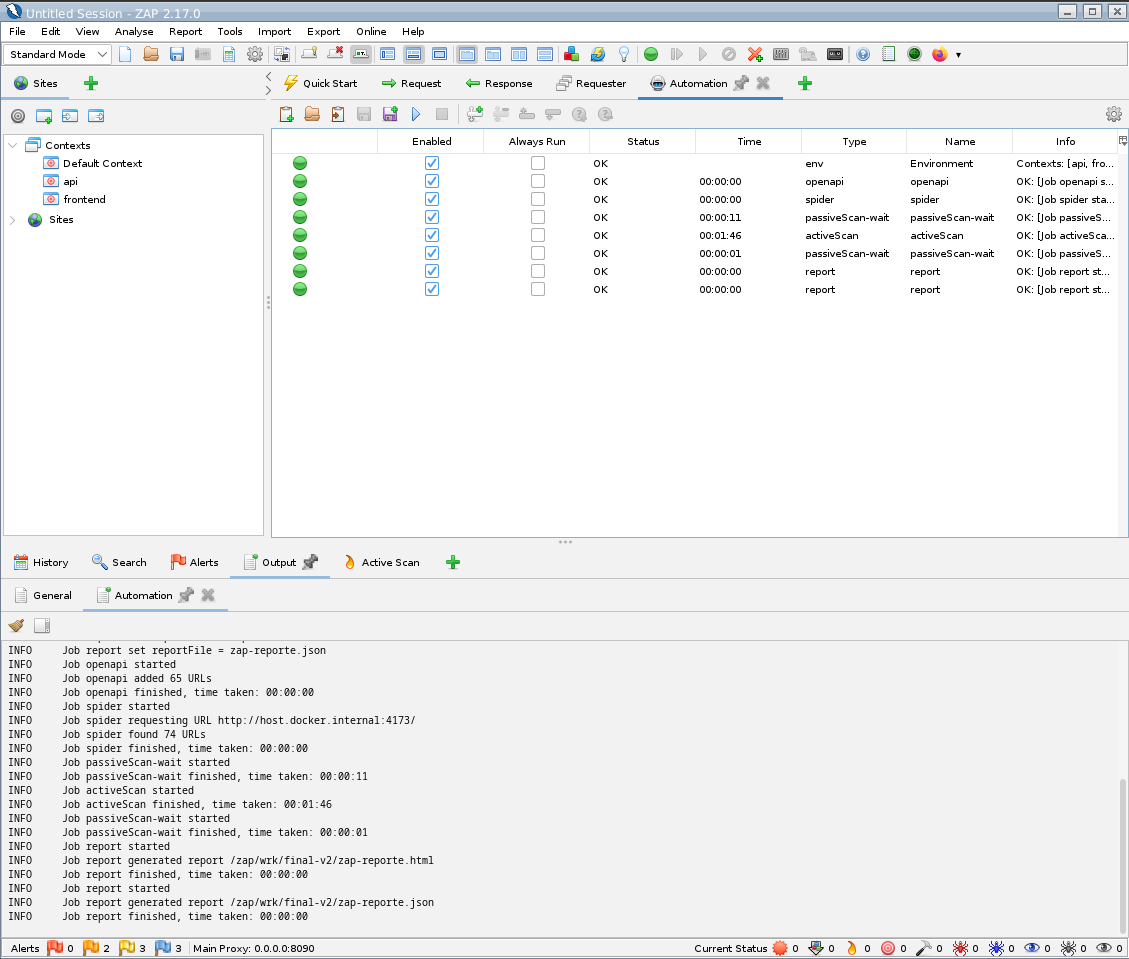 Untitled Session - ZAP 2.17.0
File Edit View Analyse Report Tools Import Export Online Help
Standard Mode
Sites
Quick Start Request Response Requester Automation
Contexts
Default Context
api
frontend
Sites
Enabled Always Run Status Time Type Name Info
OK env Environment Contexts: [api, fro...
OK 00:00:00 openapi openapi OK: [Job openapi s...
OK 00:00:00 spider spider OK: [Job spider sta...
OK 00:00:11 passiveScan-wait passiveScan-wait OK: [Job passiveS...
OK 00:01:46 activeScan activeScan OK: [Job activeSca...
OK 00:00:01 passiveScan-wait passiveScan-wait OK: [Job passiveS...
OK 00:00:00 report report OK: [Job report st...
OK 00:00:00 report report OK: [Job report st...
History Search Alerts Output Active Scan
General Automation
INFO Job report set reportFile = zap-reporte.json
INFO Job openapi started
INFO Job openapi added 65 URLs
INFO Job openapi finished, time taken: 00:00:00
INFO Job spider started
INFO Job spider requesting URL http://host.docker.internal:4173/
INFO Job spider found 74 URLs
INFO Job spider finished, time taken: 00:00:00
INFO Job passiveScan-wait started
INFO Job passiveScan-wait finished, time taken: 00:00:11
INFO Job activeScan started
INFO Job activeScan finished, time taken: 00:01:46
INFO Job passiveScan-wait started
INFO Job passiveScan-wait finished, time taken: 00:00:01
INFO Job report started
INFO Job report generated report /zap/wrk/final-v2/zap-reporte.html
INFO Job report finished, time taken: 00:00:00
INFO Job report started
INFO Job report generated report /zap/wrk/final-v2/zap-reporte.json
INFO Job report finished, time taken: 00:00:00
Alerts 0 2 3 3 Main Proxy: 0.0.0.0:8090 Current Status 0 0 0 0 0 0 0 0 0 0